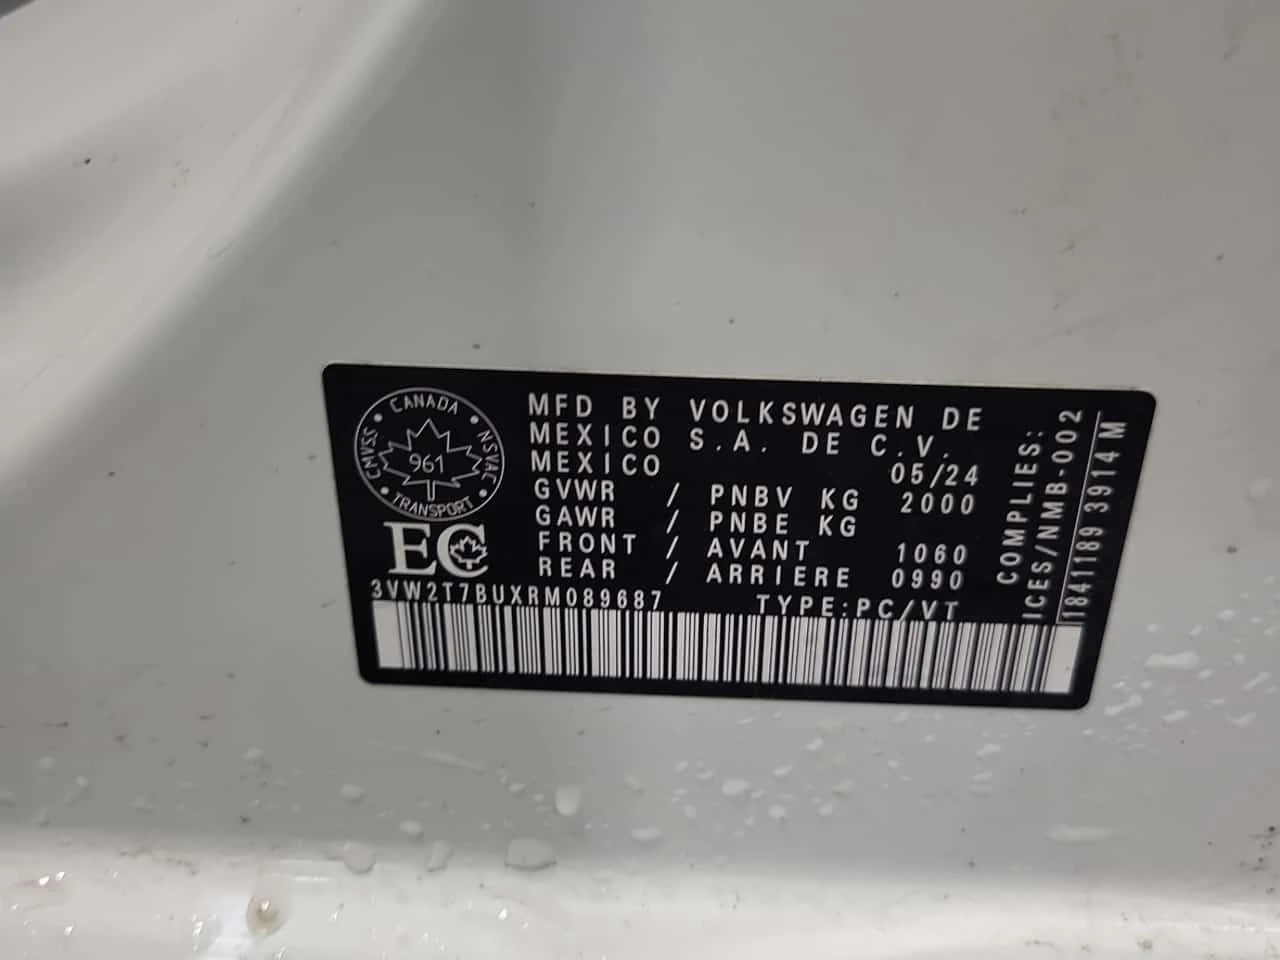 CANADA
CMVSS
NSVAC
961
TRANSPORT
EC
MFD BY VOLKSWAGEN DE
MEXICO S.A. DE C.V.
MEXICO 05/24
GVWR / PNBV KG 2000
GAWR / PNBE KG
FRONT / AVANT 1060
REAR / ARRIERE 0990
3VW2T7BUXRM089687 TYPE:PC/VT
COMPLIES:
ICES/NMB-002
1841189 3914 M